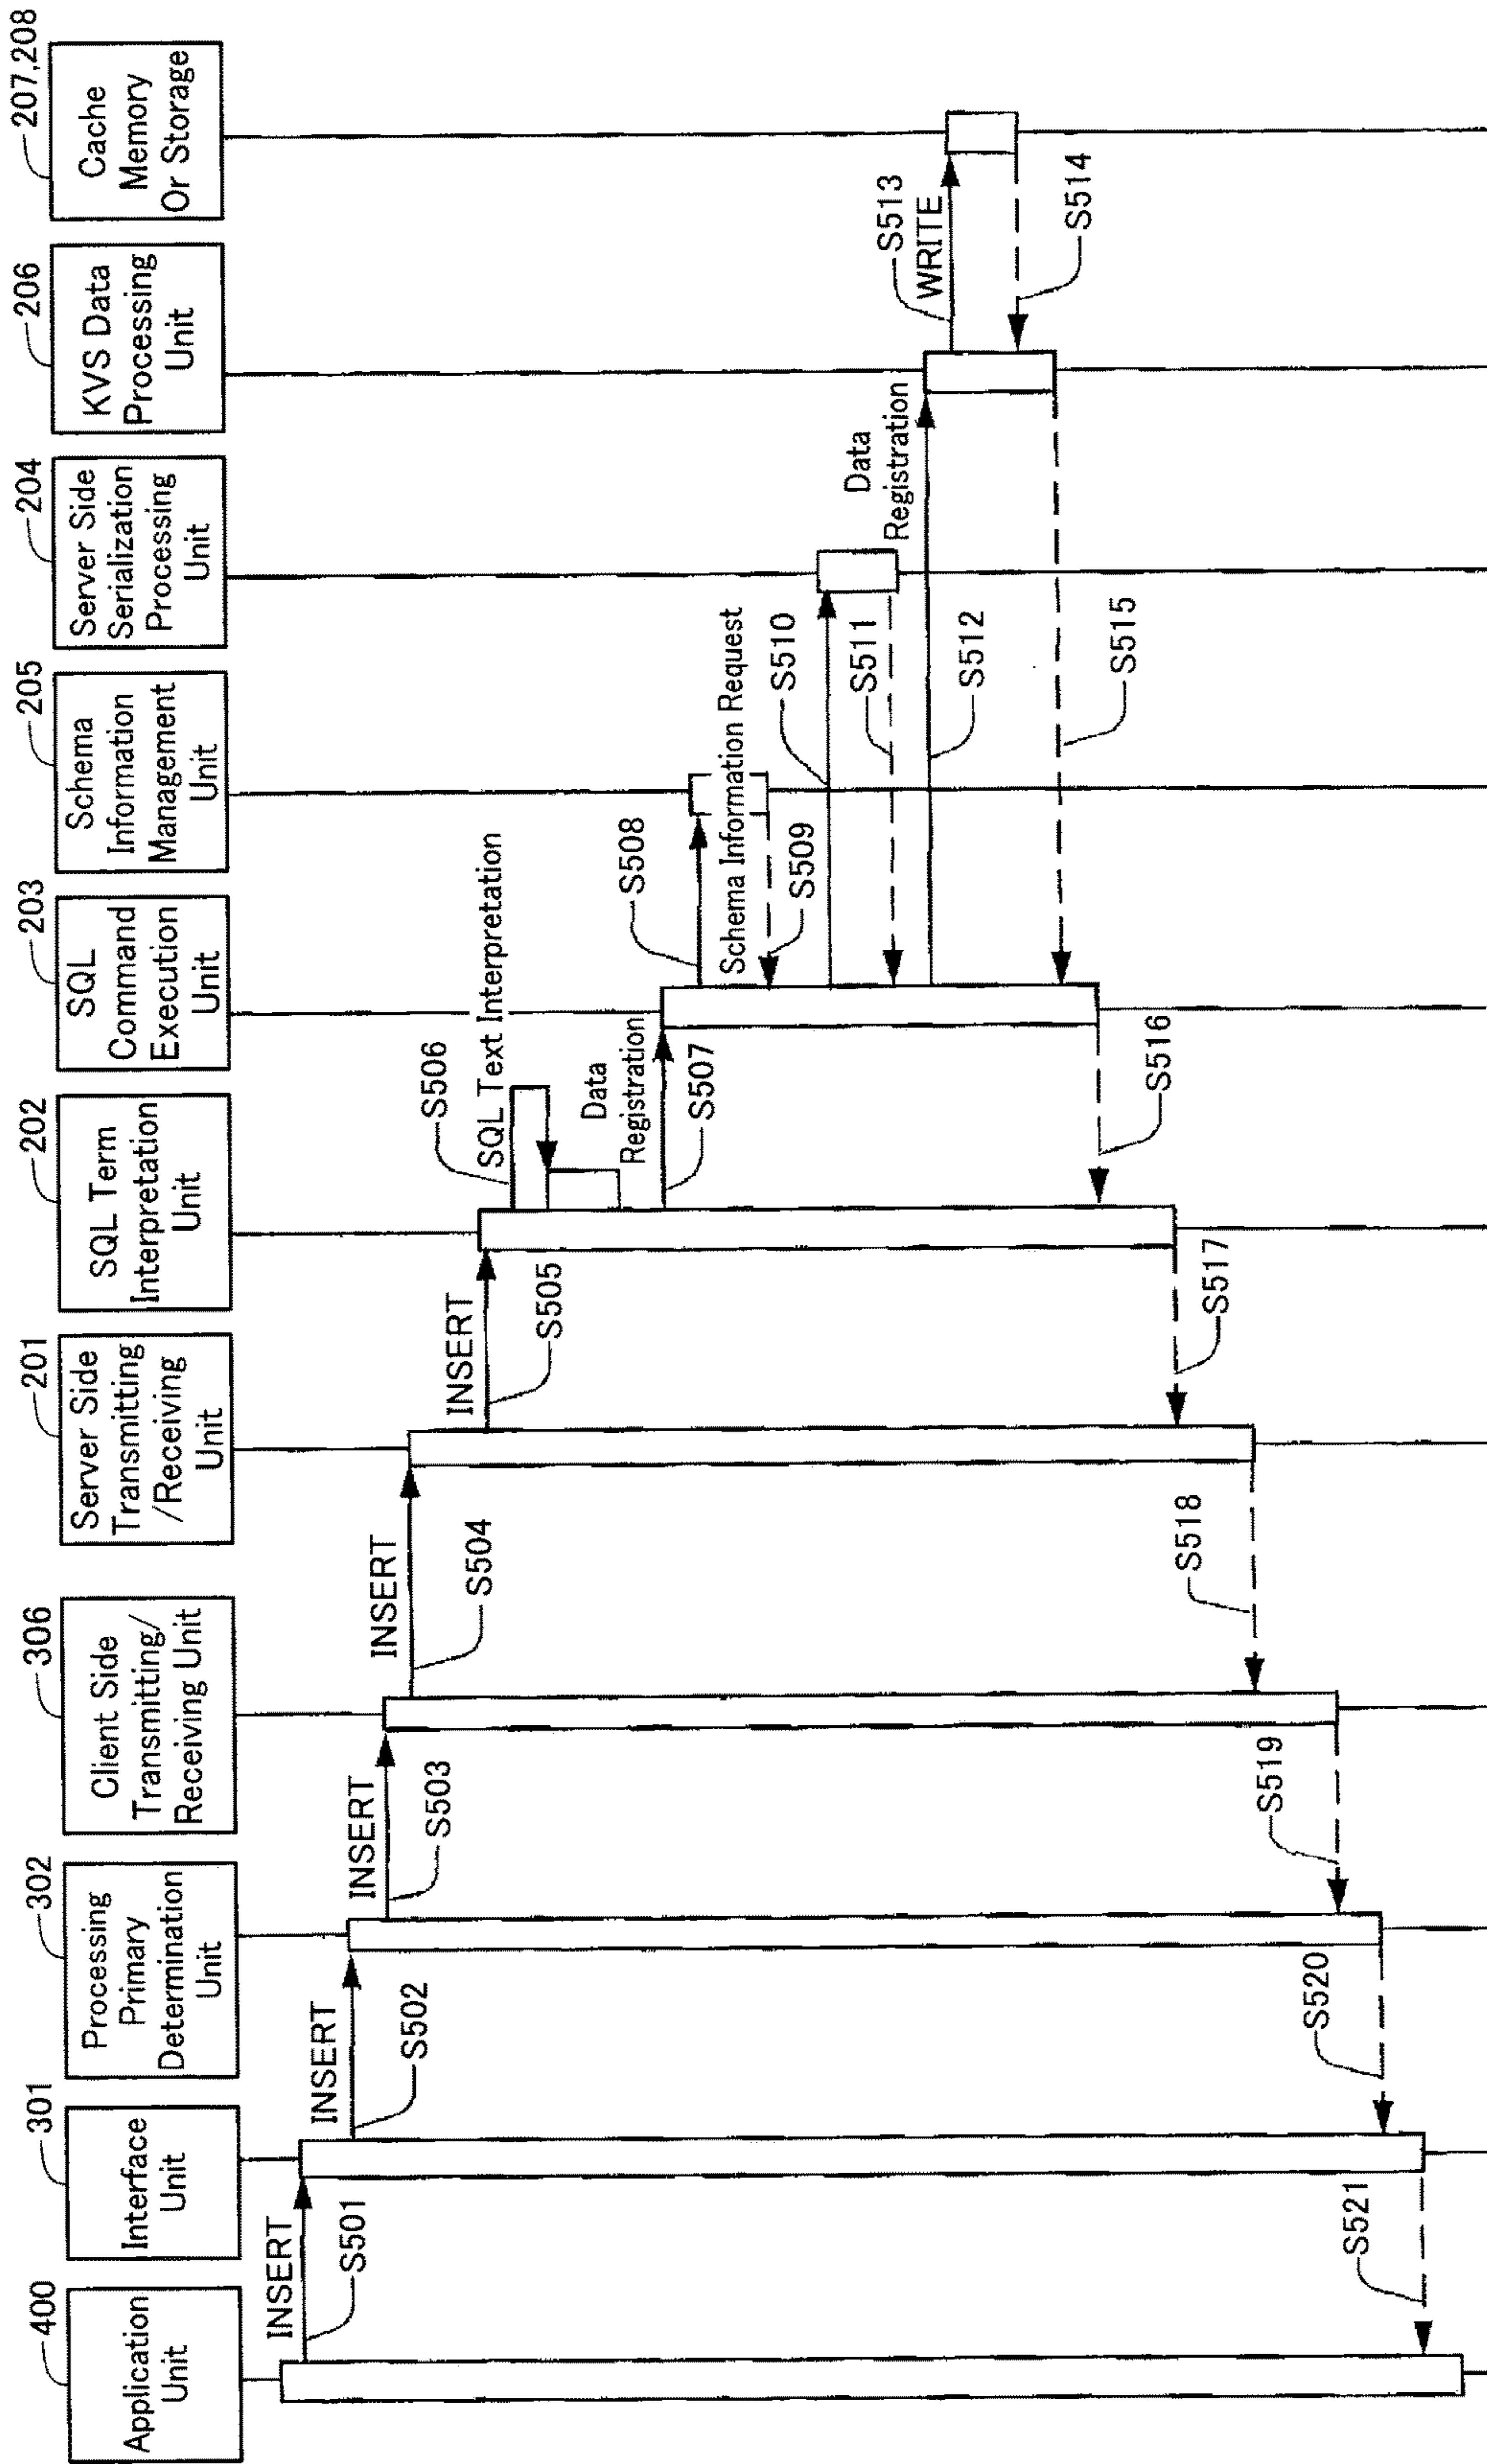 400
Application
Unit
301
Interface
Unit
302
Processing
Primary
Determination
Unit
306
Client Side
Transmitting/
Receiving Unit
201
Server Side
Transmitting
/Receiving
Unit
202
SQL Term
Interpretation
Unit
203
SQL
Command
Execution
Unit
205
Schema
Information
Management
Unit
204
Server Side
Serialization
Processing
Unit
206
KVS Data
Processing
Unit
207,208
Cache
Memory
Or Storage
INSERT
S501
INSERT
S502
INSERT
S503
INSERT
S504
INSERT
S505
S506
SQL Text Interpretation
Data
Registration
S507
S508
Schema Information Request
S509
S510
S511
Data
Registration
S512
S513
WRITE
S514
S515
S516
S517
S518
S519
S520
S521